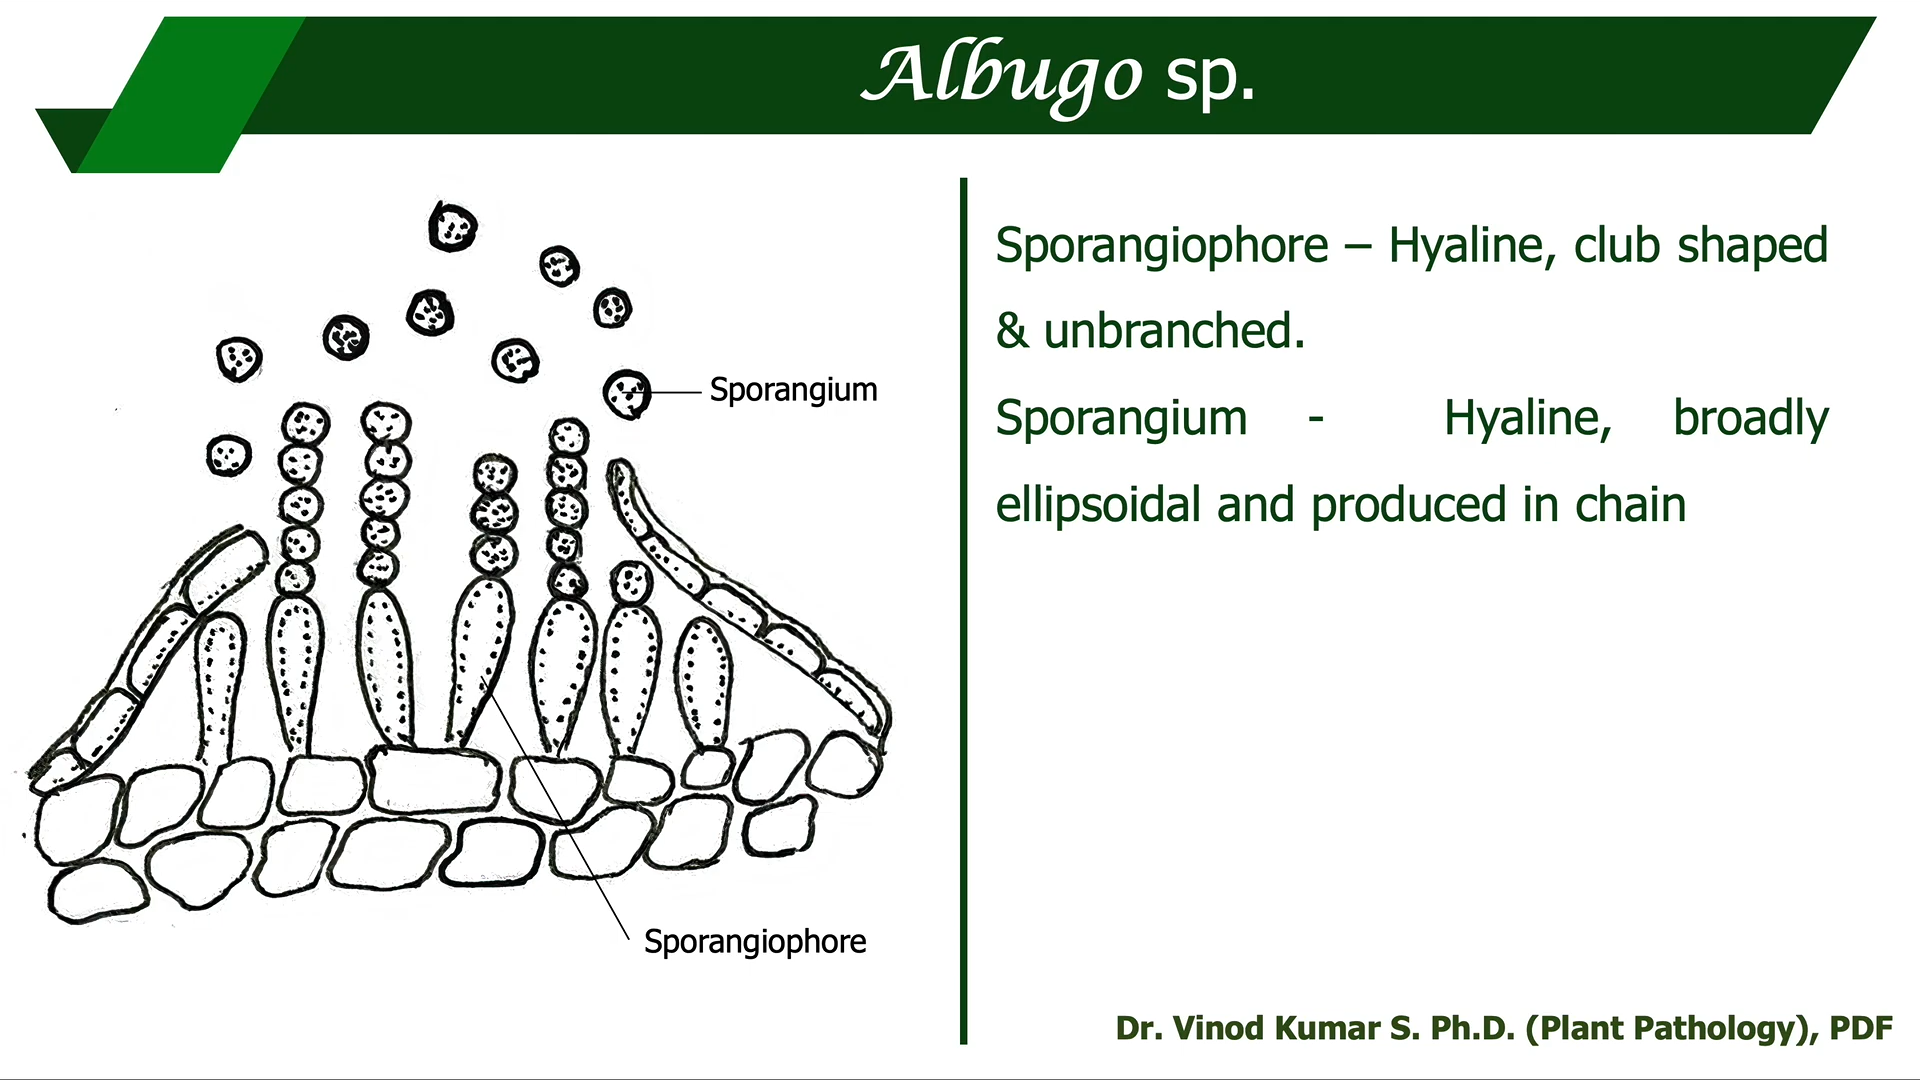 Albugo sp.
Sporangium
Sporangiophore
Sporangiophore – Hyaline, club shaped
& unbranched.
Sporangium - Hyaline, broadly
ellipsoidal and produced in chain
Dr. Vinod Kumar S. Ph.D. (Plant Pathology), PDF